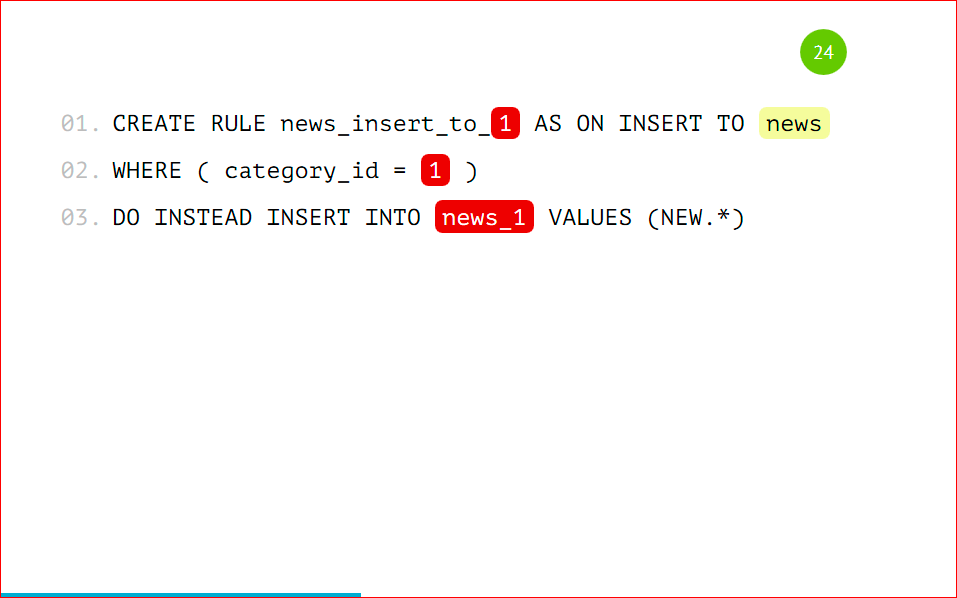 24
01. CREATE RULE news_insert_to_1 AS ON INSERT TO news
02. WHERE ( category_id = 1 )
03. DO INSTEAD INSERT INTO news_1 VALUES (NEW.*)